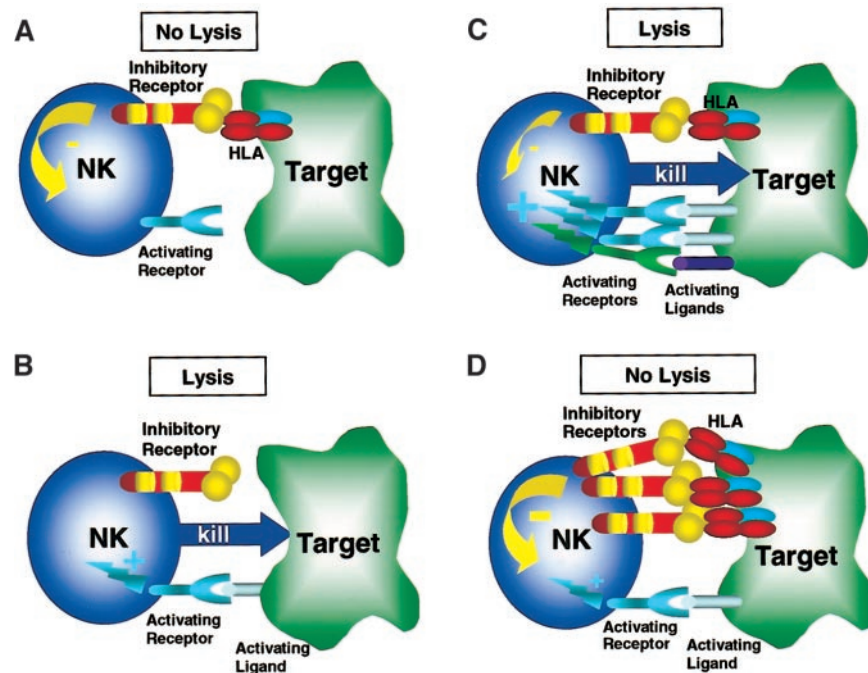 A
No Lysis
Inhibitory
Receptor
HLA
NK
-
Target
Activating
Receptor
C
Lysis
Inhibitory
Receptor
HLA
-
NK
kill
Target
+
Activating
Receptors
Activating
Ligands
B
Lysis
Inhibitory
Receptor
NK
kill
Target
+
Activating
Receptor
Activating
Ligand
D
No Lysis
Inhibitory
Receptors
HLA
-
NK
Target
+
Activating
Receptor
Activating
Ligand